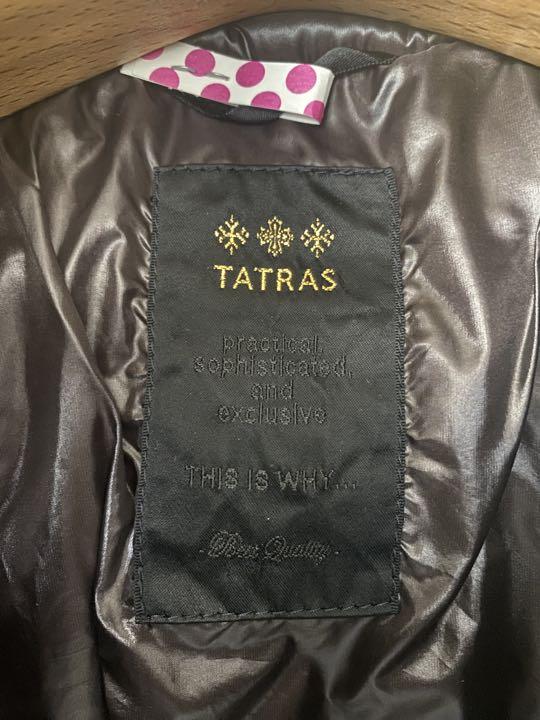 TATRAS
practical,
sophisticated,
and
exclusive
THIS IS WHY...
- Best Quality -